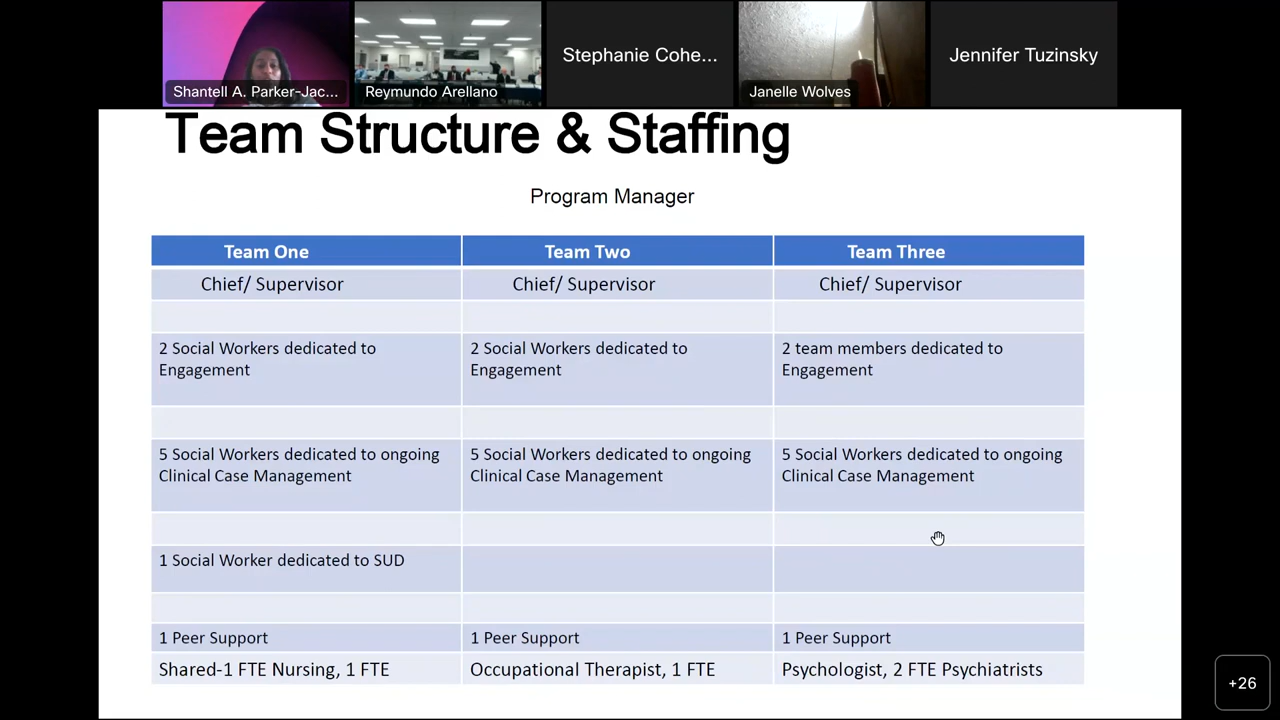 Shantell A. Parker-Jac...
Reymundo Arellano
Stephanie Cohe...
Janelle Wolves
Jennifer Tuzinsky
Team Structure & Staffing
Program Manager
Team One
Team Two
Team Three
Chief/ Supervisor
Chief/ Supervisor
Chief/ Supervisor
2 Social Workers dedicated to
Engagement
2 Social Workers dedicated to
Engagement
2 team members dedicated to
Engagement
5 Social Workers dedicated to ongoing
Clinical Case Management
5 Social Workers dedicated to ongoing
Clinical Case Management
5 Social Workers dedicated to ongoing
Clinical Case Management
1 Social Worker dedicated to SUD
1 Peer Support
1 Peer Support
1 Peer Support
Shared-1 FTE Nursing, 1 FTE
Occupational Therapist, 1 FTE
Psychologist, 2 FTE Psychiatrists
+26